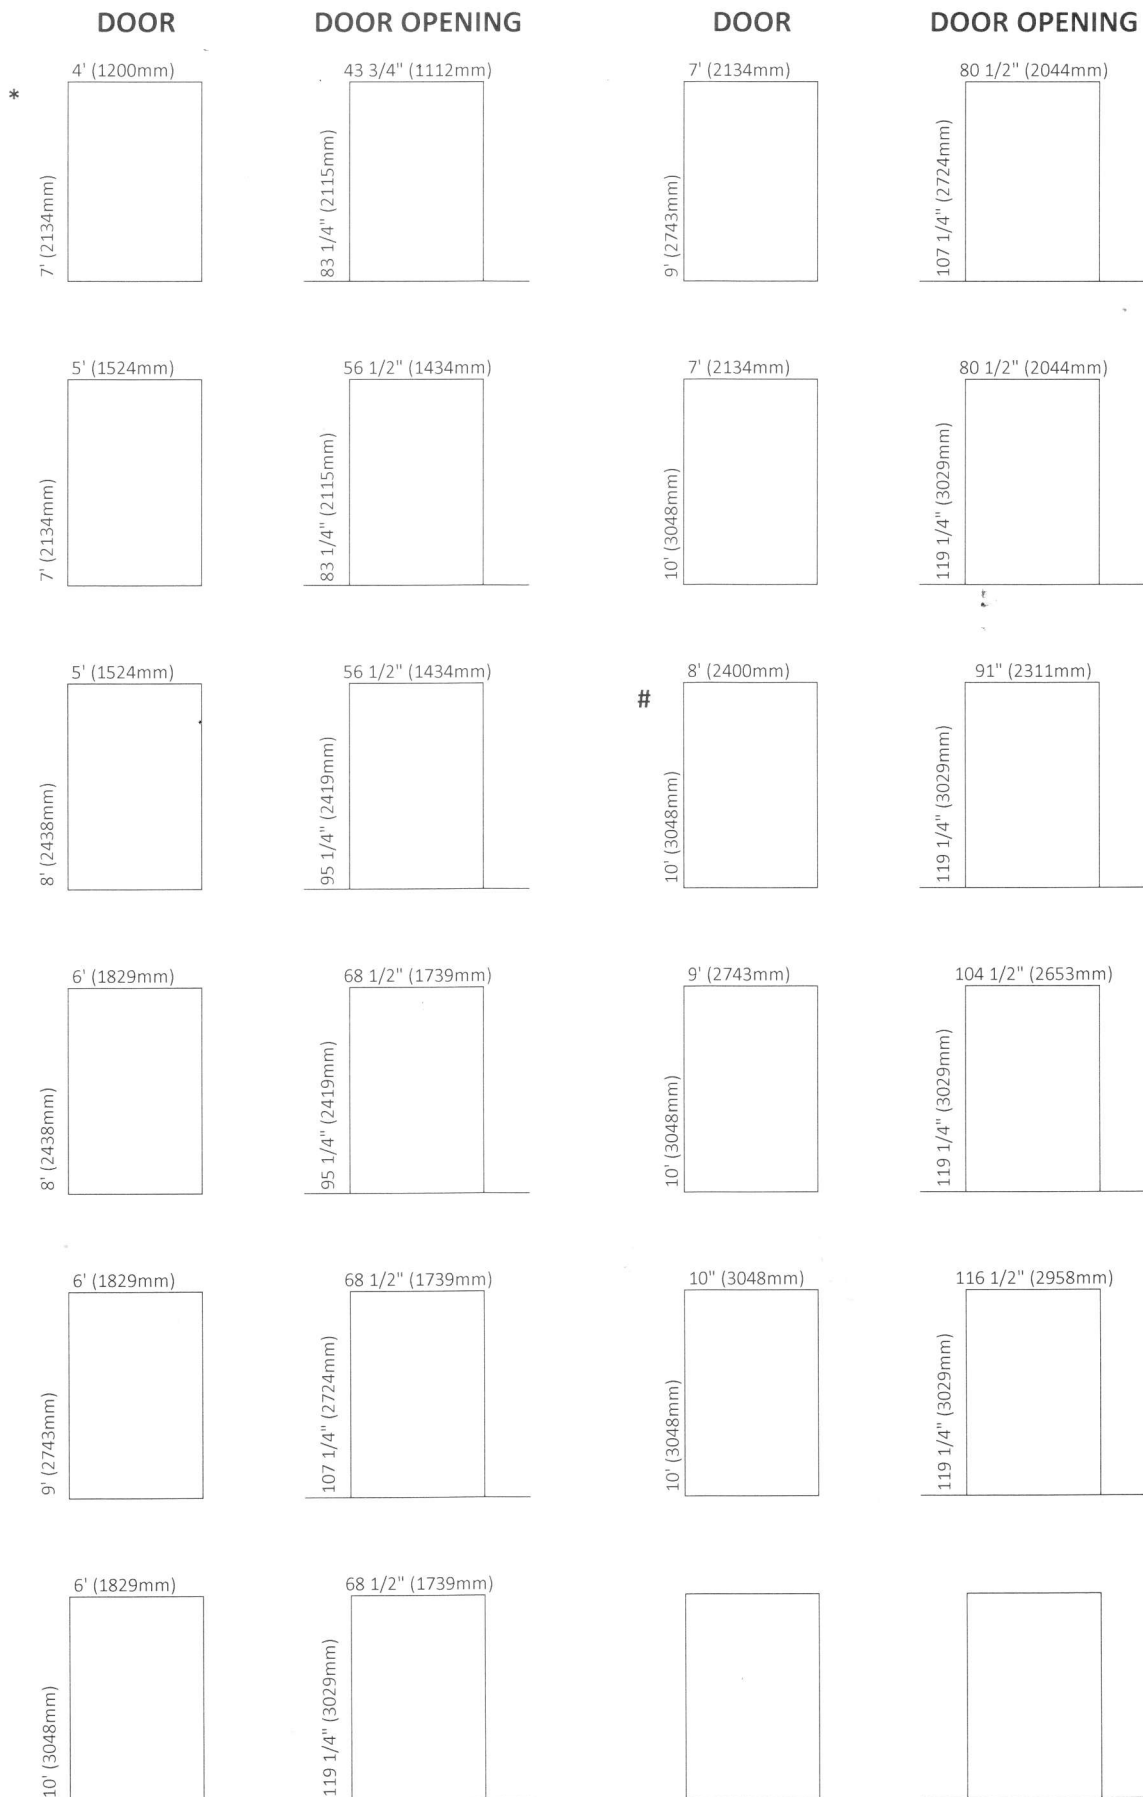 DOOR DOOR OPENING DOOR DOOR OPENING
* 4' (1200mm) 43 3/4" (1112mm) 7' (2134mm) 80 1/2" (2044mm)
7' (2134mm) 83 1/4" (2115mm) 9' (2743mm) 107 1/4" (2724mm)
5' (1524mm) 56 1/2" (1434mm) 7' (2134mm) 80 1/2" (2044mm)
7' (2134mm) 83 1/4" (2115mm) 10' (3048mm) 119 1/4" (3029mm)
5' (1524mm) 56 1/2" (1434mm) # 8' (2400mm) 91" (2311mm)
8' (2438mm) 95 1/4" (2419mm) 10' (3048mm) 119 1/4" (3029mm)
6' (1829mm) 68 1/2" (1739mm) 9' (2743mm) 104 1/2" (2653mm)
8' (2438mm) 95 1/4" (2419mm) 10' (3048mm) 119 1/4" (3029mm)
6' (1829mm) 68 1/2" (1739mm) 10" (3048mm) 116 1/2" (2958mm)
9' (2743mm) 107 1/4" (2724mm) 10' (3048mm) 119 1/4" (3029mm)
6' (1829mm) 68 1/2" (1739mm)
10' (3048mm) 119 1/4" (3029mm)